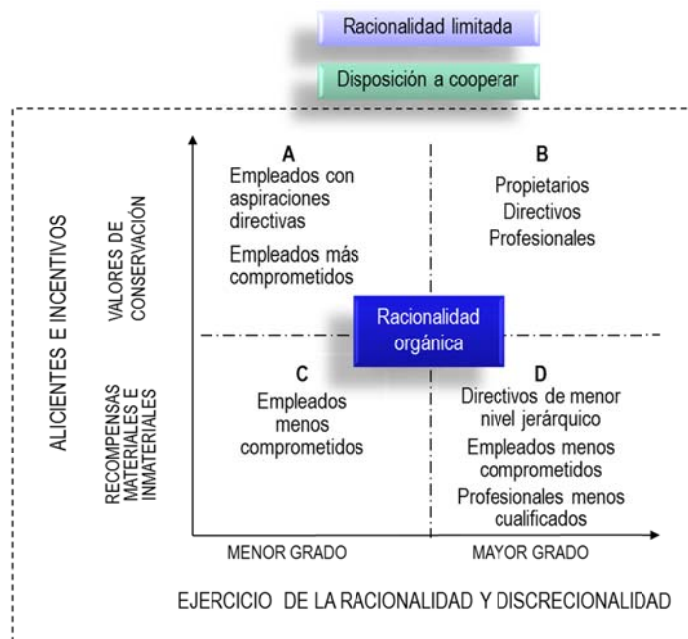 Racionalidad limitada
Disposición a cooperar
ALICIENTES E INCENTIVOS
VALORES DE
CONSERVACIÓN
RECOMPENSAS
MATERIALES E
INMATERIALES
A
Empleados con
aspiraciones
directivas
Empleados más
comprometidos
B
Propietarios
Directivos
Profesionales
Racionalidad
orgánica
C
Empleados
menos
comprometidos
D
Directivos de menor
nivel jerárquico
Empleados menos
comprometidos
Profesionales menos
cualificados
MENOR GRADO
MAYOR GRADO
EJERCICIO DE LA RACIONALIDAD Y DISCRECIONALIDAD